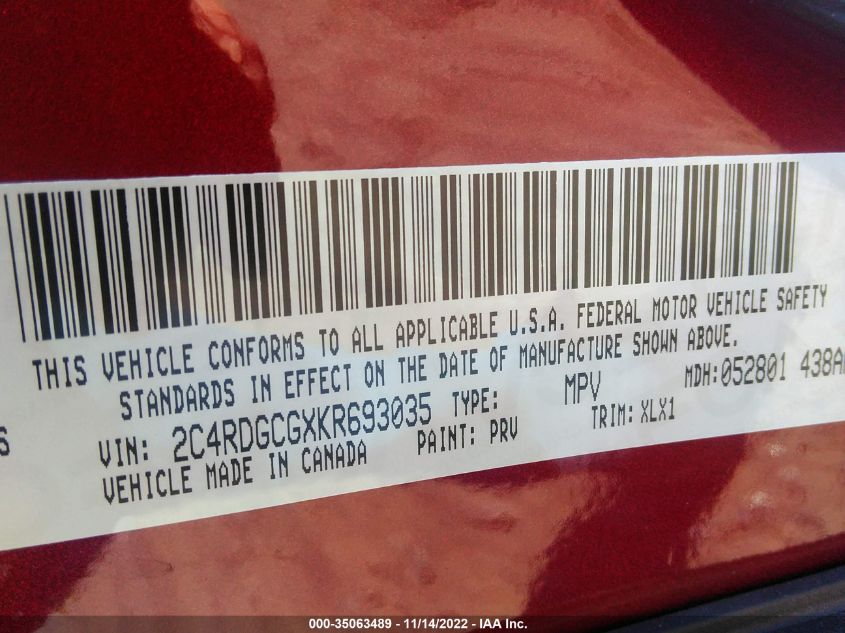 THIS VEHICLE CONFORMS TO ALL APPLICABLE U.S.A. FEDERAL MOTOR VEHICLE SAFETY
STANDARDS IN EFFECT ON THE DATE OF MANUFACTURE SHOWN ABOVE.
VIN: 2C4RDGCGXKR693035 TYPE: MPV MDH:052801
VEHICLE MADE IN CANADA PAINT: PRV TRIM: XLX1
000-35063489 - 11/14/2022 - IAA Inc.